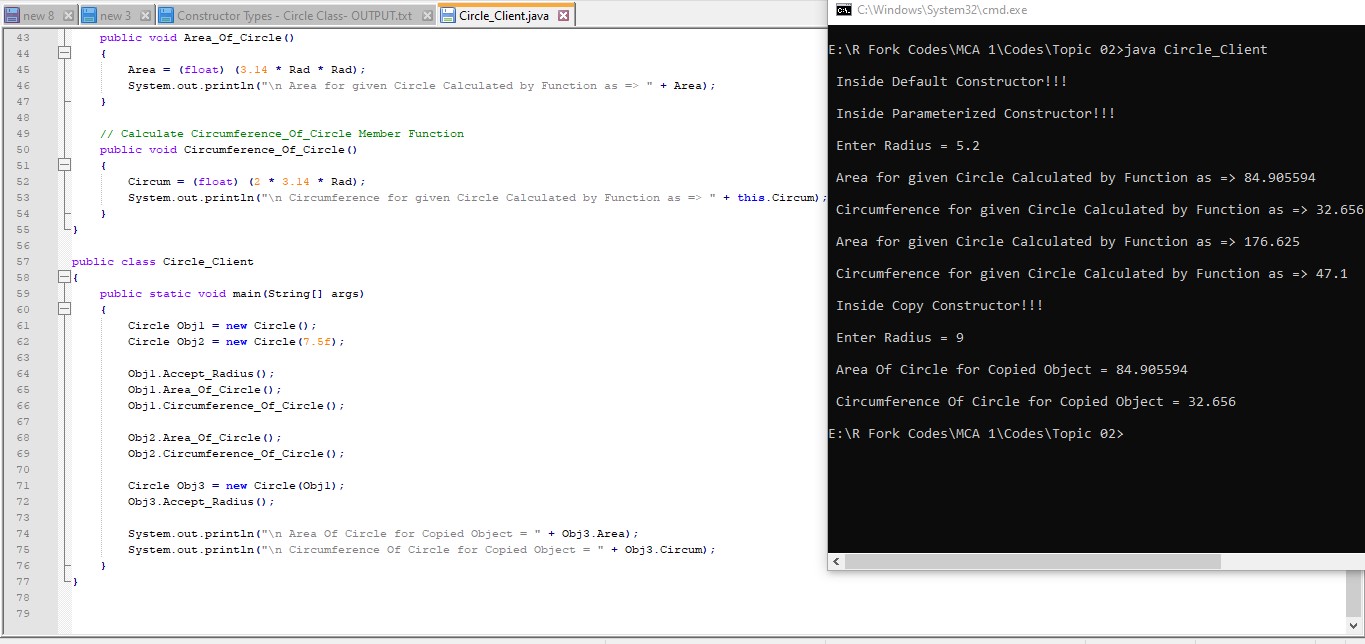 new 8 new 3 Constructor Types - Circle Class- OUTPUT.txt Circle_Client.java
43 public void Area_Of_Circle()
44 {
45 Area = (float) (3.14 * Rad * Rad);
46 System.out.println("\n Area for given Circle Calculated by Function as => " + Area);
47 }
48
49 // Calculate Circumference_Of_Circle Member Function
50 public void Circumference_Of_Circle()
51 {
52 Circum = (float) (2 * 3.14 * Rad);
53 System.out.println("\n Circumference for given Circle Calculated by Function as => " + this.Circum);
54 }
55 }
56
57 public class Circle_Client
58 {
59 public static void main(String[] args)
60 {
61 Circle Obj1 = new Circle();
62 Circle Obj2 = new Circle(7.5f);
63
64 Obj1.Accept_Radius();
65 Obj1.Area_Of_Circle();
66 Obj1.Circumference_Of_Circle();
67
68 Obj2.Area_Of_Circle();
69 Obj2.Circumference_Of_Circle();
70
71 Circle Obj3 = new Circle(Obj1);
72 Obj3.Accept_Radius();
73
74 System.out.println("\n Area Of Circle for Copied Object = " + Obj3.Area);
75 System.out.println("\n Circumference Of Circle for Copied Object = " + Obj3.Circum);
76 }
77 }
78
79
C:\Windows\System32\cmd.exe
E:\R Fork Codes\MCA 1\Codes\Topic 02>java Circle_Client
Inside Default Constructor!!!
Inside Parameterized Constructor!!!
Enter Radius = 5.2
Area for given Circle Calculated by Function as => 84.905594
Circumference for given Circle Calculated by Function as => 32.656
Area for given Circle Calculated by Function as => 176.625
Circumference for given Circle Calculated by Function as => 47.1
Inside Copy Constructor!!!
Enter Radius = 9
Area Of Circle for Copied Object = 84.905594
Circumference Of Circle for Copied Object = 32.656
E:\R Fork Codes\MCA 1\Codes\Topic 02>